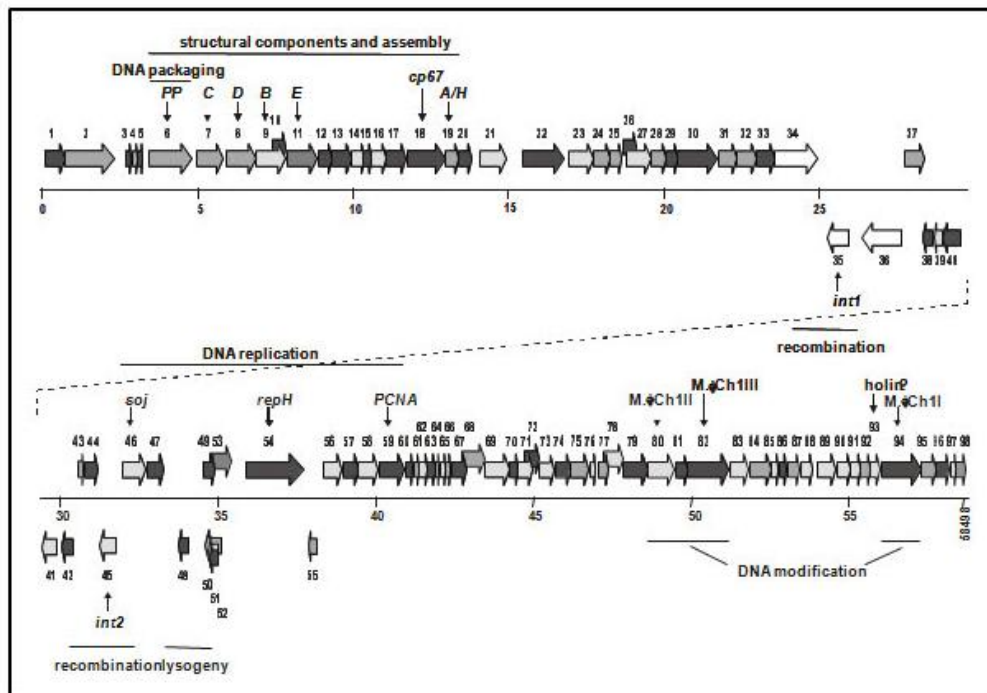 structural components and assembly
DNA packaging
PP C D B E cp67 A/H
1 2 3 4 5 6 7 8 9 10 11 12 13 14 15 16 17 18 19 20 21 22 23 24 25 26 27 28 29 30 31 32 33 34 37
0 5 10 15 20 25
35 36 38 39 40
int1
recombination
DNA replication
soj repH PCNA M.ϕCh1II M.ϕCh1III holin? M.ϕCh1I
43 44 46 47 49 53 54 56 57 58 59 60 61 62 63 64 65 66 67 68 69 70 71 72 73 74 75 76 77 78 79 80 81 82 83 84 85 86 87 88 89 90 91 92 93 94 95 96 97 98
30 35 40 45 50 55 58498
41 42 45 48 50 51 52 55
int2
DNA modification
recombination lysogeny